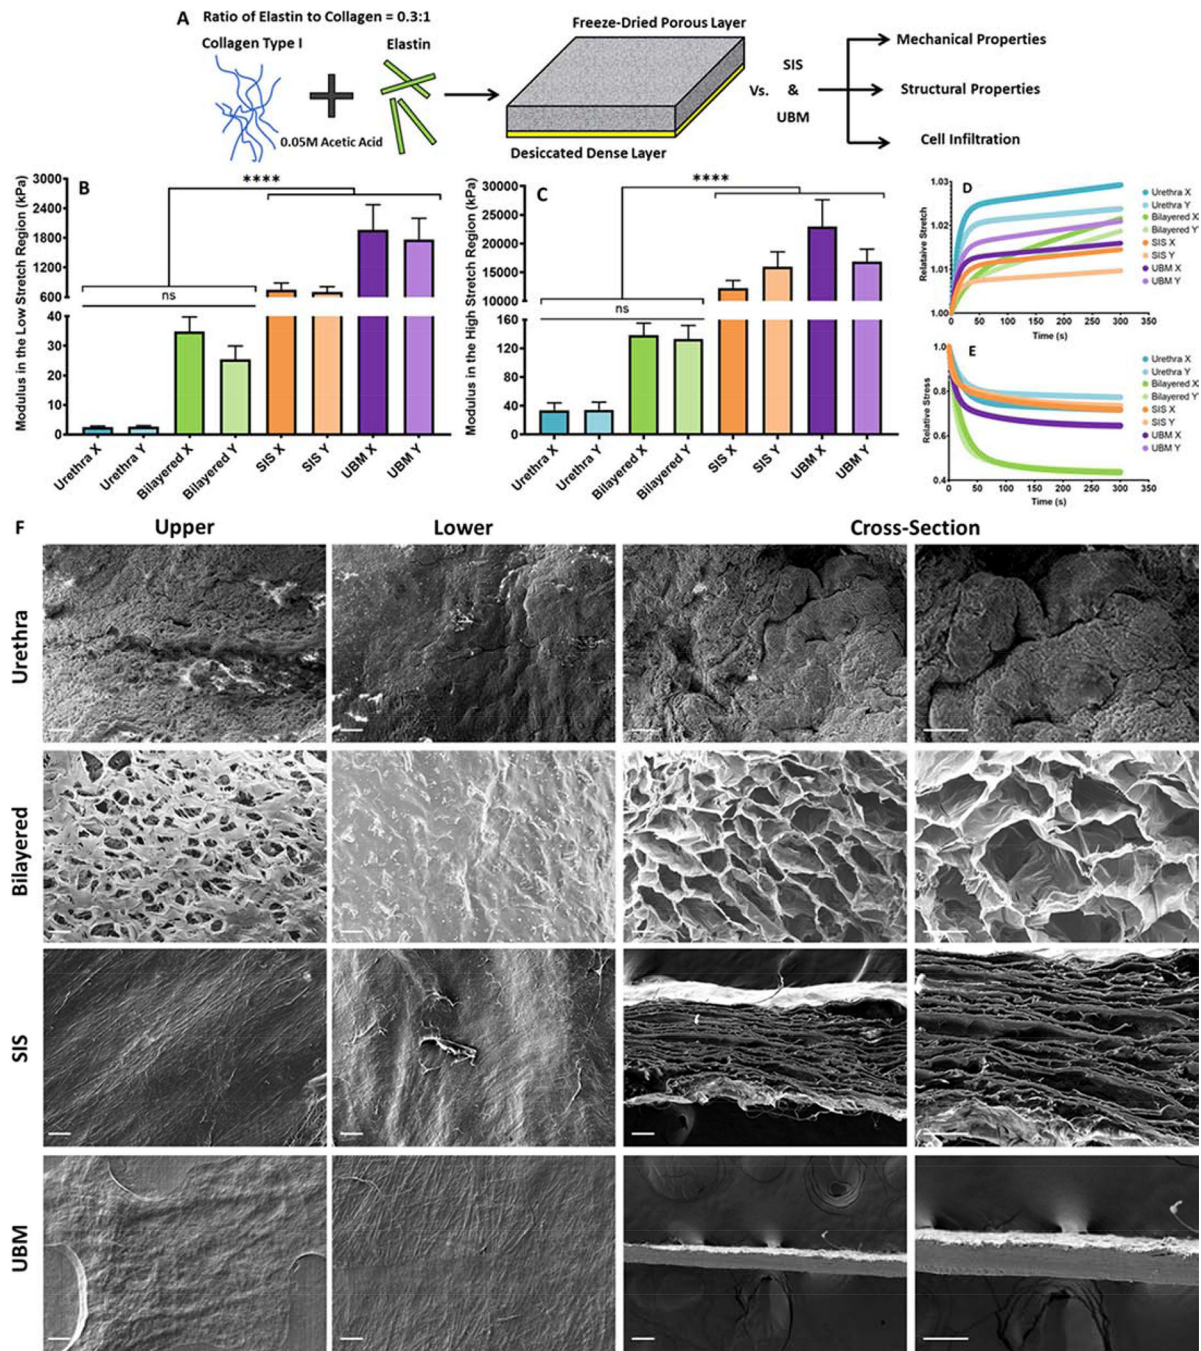 A
Ratio of Elastin to Collagen = 0.3:1
Collagen Type I
Elastin
0.05M Acetic Acid
Freeze-Dried Porous Layer
Desiccated Dense Layer
Vs.
SIS
&
UBM
Mechanical Properties
Structural Properties
Cell Infiltration
B
Modulus in the Low Stretch Region (kPa)
3000
2400
1800
1200
600
40
30
20
10
0
****
ns
Urethra X
Urethra Y
Bilayered X
Bilayered Y
SIS X
SIS Y
UBM X
UBM Y
C
Modulus in the High Stretch Region (kPa)
30000
25000
20000
15000
10000
160
120
80
40
0
****
ns
Urethra X
Urethra Y
Bilayered X
Bilayered Y
SIS X
SIS Y
UBM X
UBM Y
D
Relataive Stretch
1.03
1.02
1.01
1.00
0 50 100 150 200 250 300 350
Time (s)
Urethra X
Urethra Y
Bilayered X
Bilayered Y
SIS X
SIS Y
UBM X
UBM Y
E
Relative Stress
1.0
0.8
0.6
0.4
0 50 100 150 200 250 300 350
Time (s)
Urethra X
Urethra Y
Bilayered X
Bilayered Y
SIS X
SIS Y
UBM X
UBM Y
F
Upper
Lower
Cross-Section
Urethra
Bilayered
SIS
UBM